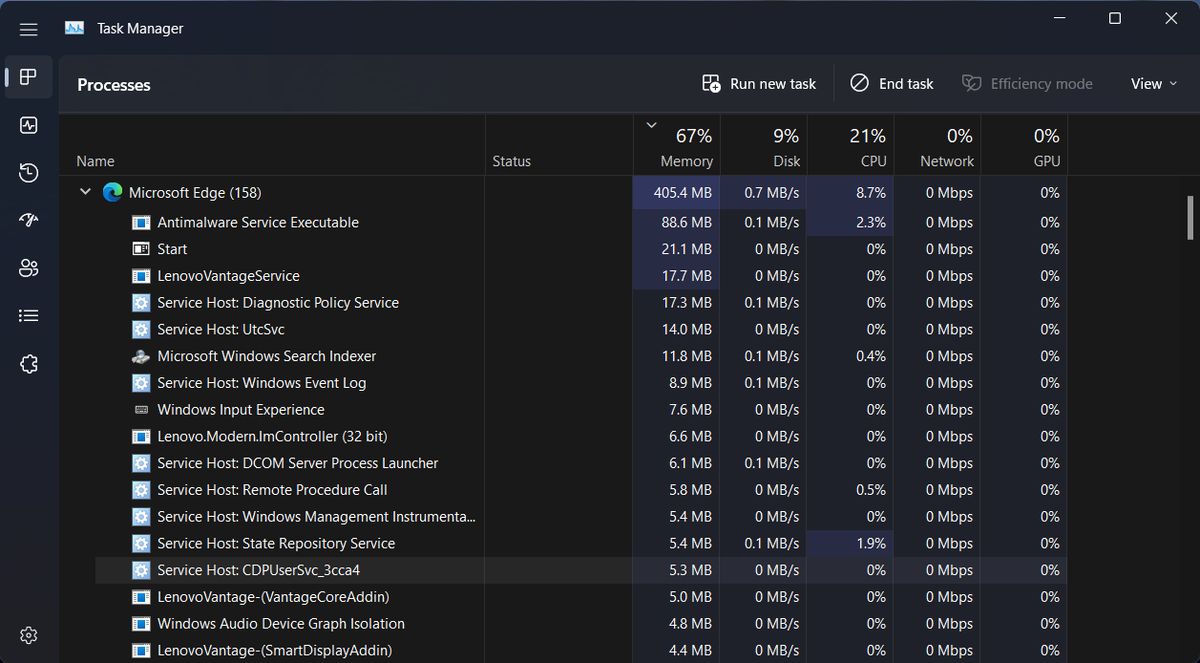 Task Manager
Processes
Run new task
End task
Efficiency mode
View
Name Status 67% Memory 9% Disk 21% CPU 0% Network 0% GPU
Microsoft Edge (158) 405.4 MB 0.7 MB/s 8.7% 0 Mbps 0%
Antimalware Service Executable 88.6 MB 0.1 MB/s 2.3% 0 Mbps 0%
Start 21.1 MB 0 MB/s 0% 0 Mbps 0%
LenovoVantageService 17.7 MB 0 MB/s 0% 0 Mbps 0%
Service Host: Diagnostic Policy Service 17.3 MB 0.1 MB/s 0% 0 Mbps 0%
Service Host: UtcSvc 14.0 MB 0 MB/s 0% 0 Mbps 0%
Microsoft Windows Search Indexer 11.8 MB 0.1 MB/s 0.4% 0 Mbps 0%
Service Host: Windows Event Log 8.9 MB 0.1 MB/s 0% 0 Mbps 0%
Windows Input Experience 7.6 MB 0 MB/s 0% 0 Mbps 0%
Lenovo.Modern.ImController (32 bit) 6.6 MB 0 MB/s 0% 0 Mbps 0%
Service Host: DCOM Server Process Launcher 6.1 MB 0.1 MB/s 0% 0 Mbps 0%
Service Host: Remote Procedure Call 5.8 MB 0 MB/s 0.5% 0 Mbps 0%
Service Host: Windows Management Instrumenta... 5.4 MB 0 MB/s 0% 0 Mbps 0%
Service Host: State Repository Service 5.4 MB 0.1 MB/s 1.9% 0 Mbps 0%
Service Host: CDPUserSvc_3cca4 5.3 MB 0 MB/s 0% 0 Mbps 0%
LenovoVantage-(VantageCoreAddin) 5.0 MB 0 MB/s 0% 0 Mbps 0%
Windows Audio Device Graph Isolation 4.8 MB 0 MB/s 0% 0 Mbps 0%
LenovoVantage-(SmartDisplayAddin) 4.4 MB 0 MB/s 0% 0 Mbps 0%